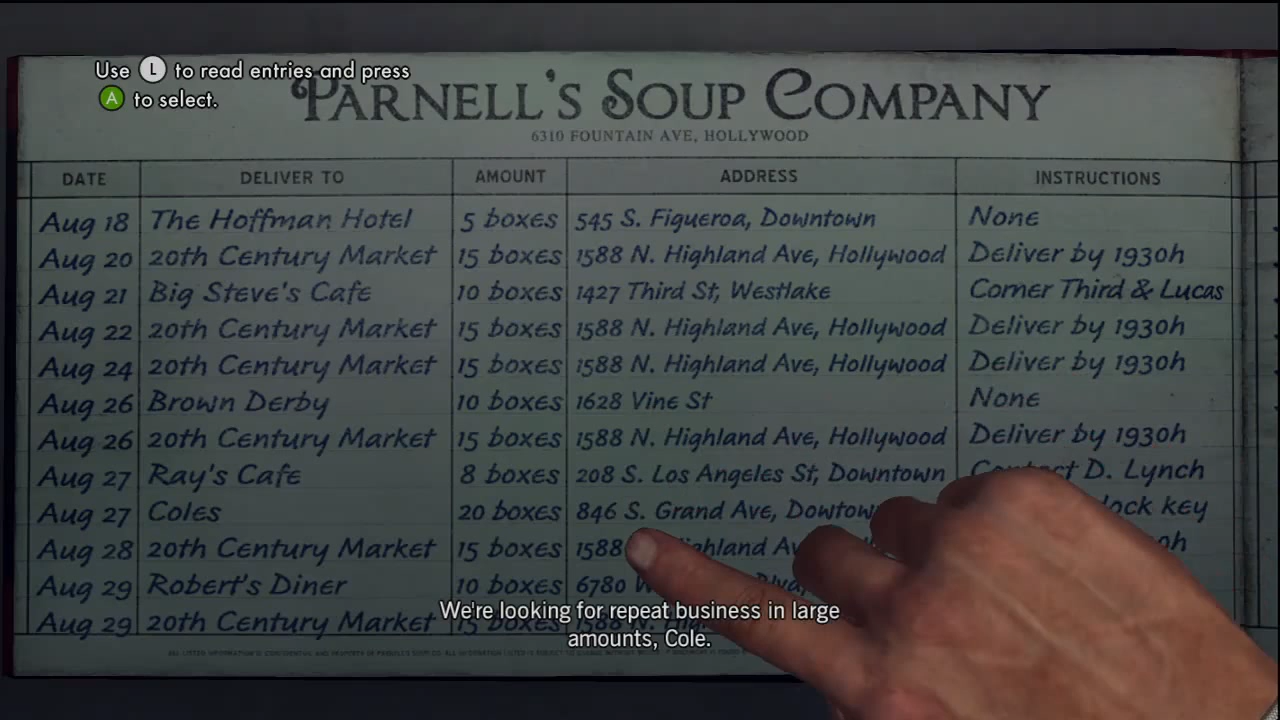 Use L to read entries and press
A to select.
PARNELL'S SOUP COMPANY
6310 FOUNTAIN AVE, HOLLYWOOD
DATE DELIVER TO AMOUNT ADDRESS INSTRUCTIONS
Aug 18 The Hoffman Hotel 5 boxes 545 S. Figueroa, Downtown None
Aug 20 20th Century Market 15 boxes 1588 N. Highland Ave, Hollywood Deliver by 1930h
Aug 21 Big Steve's Cafe 10 boxes 1427 Third St, Westlake Corner Third & Lucas
Aug 22 20th Century Market 15 boxes 1588 N. Highland Ave, Hollywood Deliver by 1930h
Aug 24 20th Century Market 15 boxes 1588 N. Highland Ave, Hollywood Deliver by 1930h
Aug 26 Brown Derby 10 boxes 1628 Vine St None
Aug 26 20th Century Market 15 boxes 1588 N. Highland Ave, Hollywood Deliver by 1930h
Aug 27 Ray's Cafe 8 boxes 208 S. Los Angeles St, Downtown Contact D. Lynch
Aug 27 Coles 20 boxes 846 S. Grand Ave, key
Aug 28 20th Century Market 15 boxes 1588
Aug 29 Robert's Diner 10 boxes 6780
Aug 29 20th Century Market 15 boxes 1588 N.
We're looking for repeat business in large
amounts, Cole.